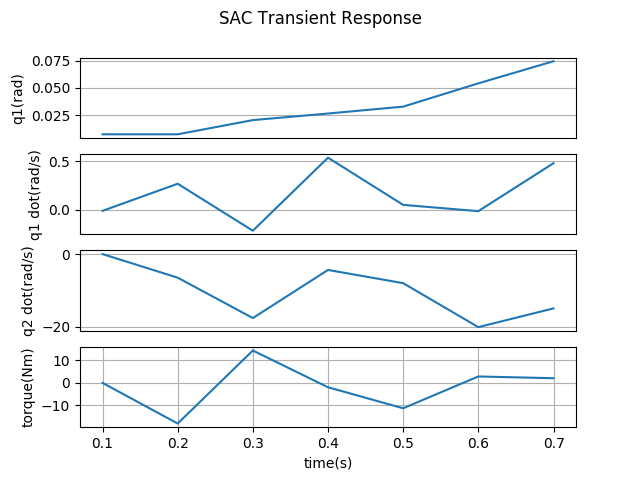 SAC Transient Response
0.075
0.050
0.025
q1(rad)
0.5
0.0
q1 dot(rad/s)
0
−20
q2 dot(rad/s)
10
0
−10
torque(Nm)
0.1 0.2 0.3 0.4 0.5 0.6 0.7
time(s)